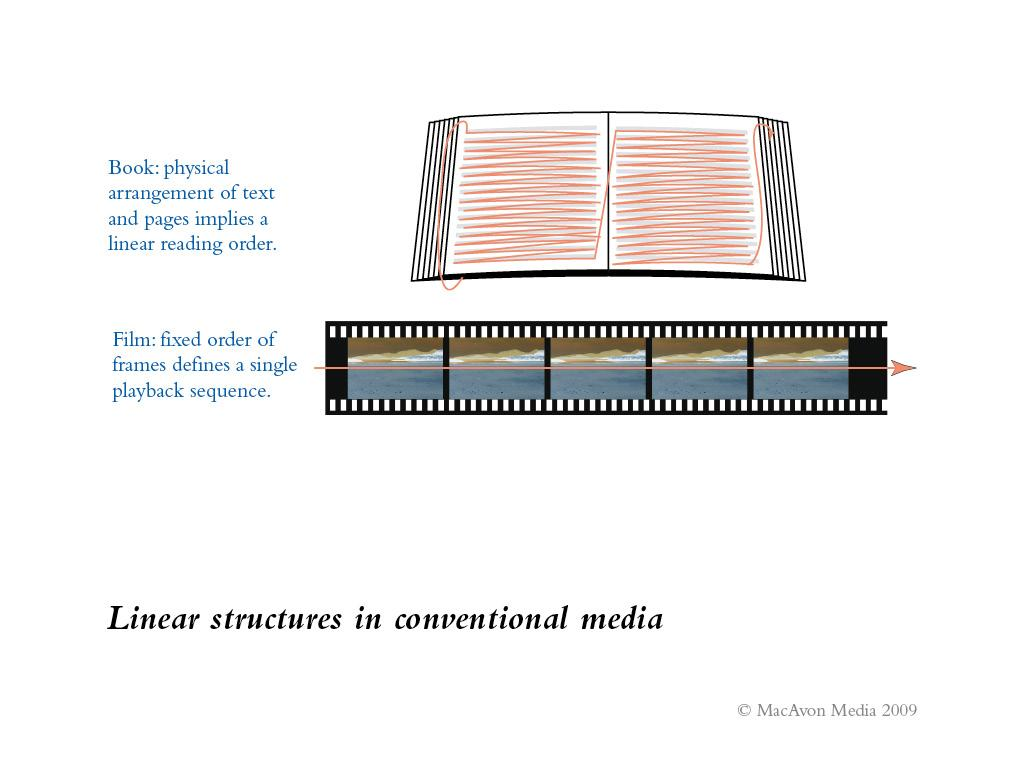 Book: physical
arrangement of text
and pages implies a
linear reading order.
Film: fixed order of
frames defines a single
playback sequence.
Linear structures in conventional media
© MacAvon Media 2009